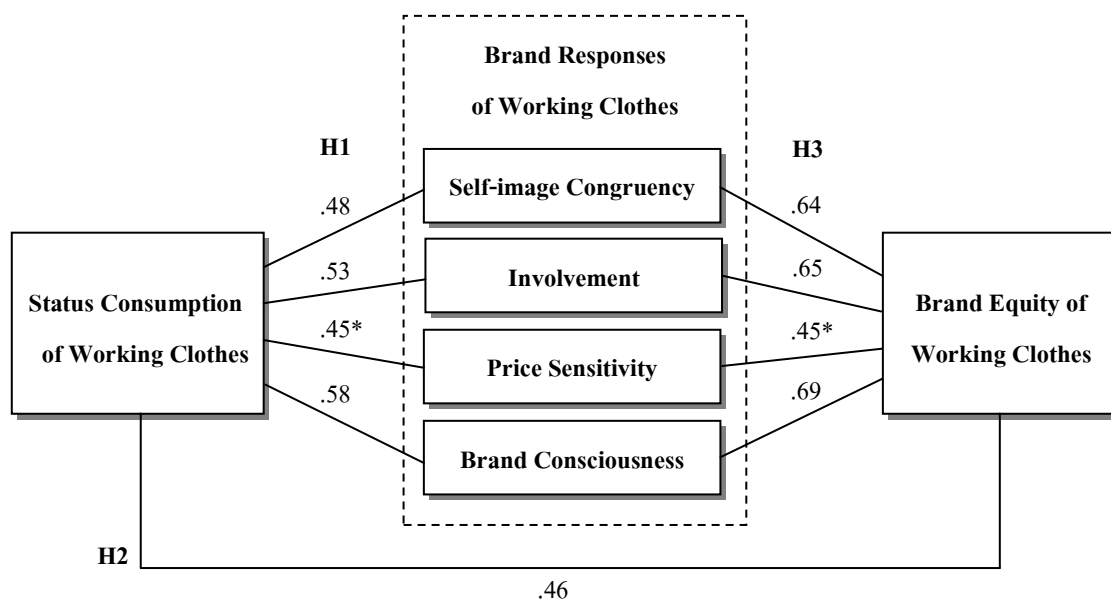 Brand Responses
of Working Clothes
H1
H3
Self-image Congruency
.48
.64
Involvement
.53
.65
Status Consumption
of Working Clothes
Brand Equity of
Working Clothes
.45*
.45*
Price Sensitivity
.58
.69
Brand Consciousness
H2
.46